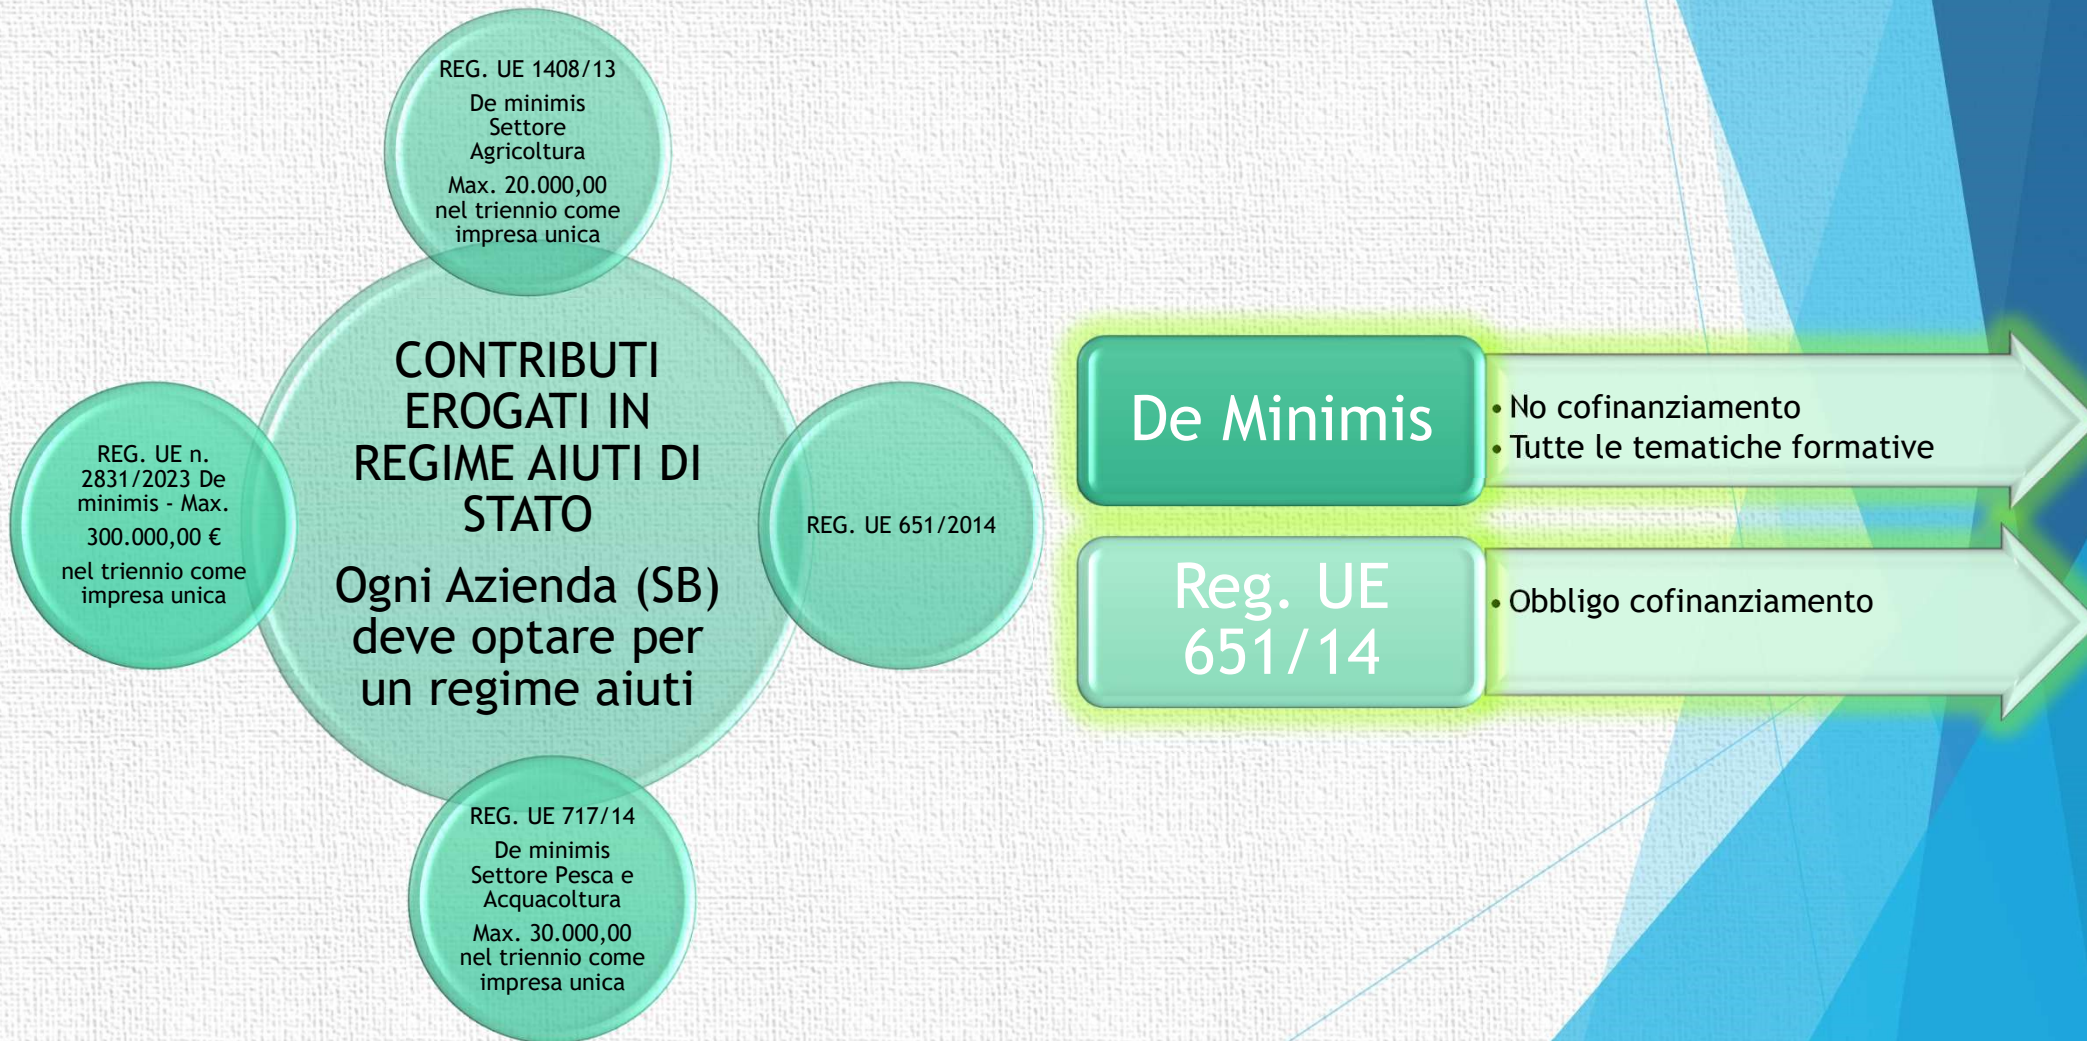 REG. UE 1408/13
De minimis
Settore
Agricoltura
Max. 20.000,00
nel triennio come
impresa unica
CONTRIBUTI
EROGATI IN
REGIME AIUTI DI
STATO
Ogni Azienda (SB)
deve optare per
un regime aiuti
REG. UE n.
2831/2023 De
minimis - Max.
300.000,00 €
nel triennio come
impresa unica
REG. UE 651/2014
REG. UE 717/14
De minimis
Settore Pesca e
Acquacoltura
Max. 30.000,00
nel triennio come
impresa unica
De Minimis
• No cofinanziamento
• Tutte le tematiche formative
Reg. UE
651/14
• Obbligo cofinanziamento